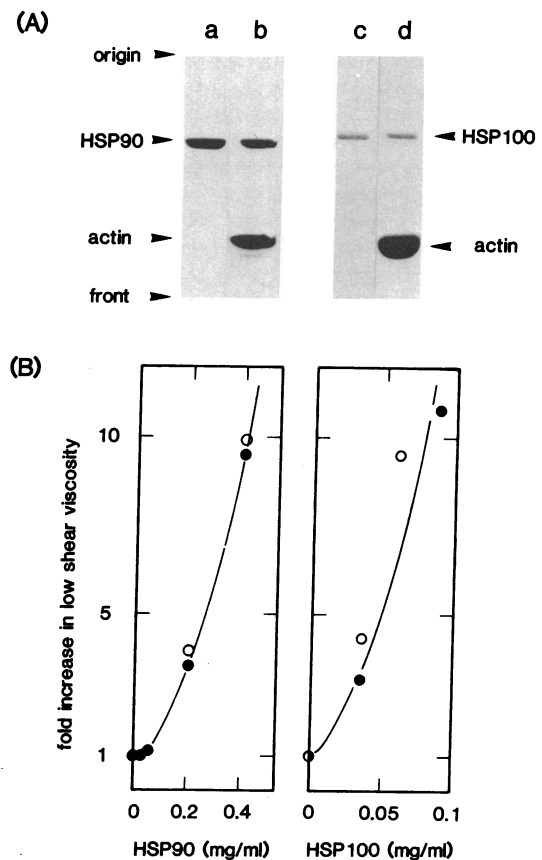 (A)
a b c d
origin
HSP90 HSP100
actin actin
front
(B)
fold increase in low shear viscosity
10
5
1
0 0.2 0.4 0 0.05 0.1
HSP90 (mg/ml) HSP100 (mg/ml)